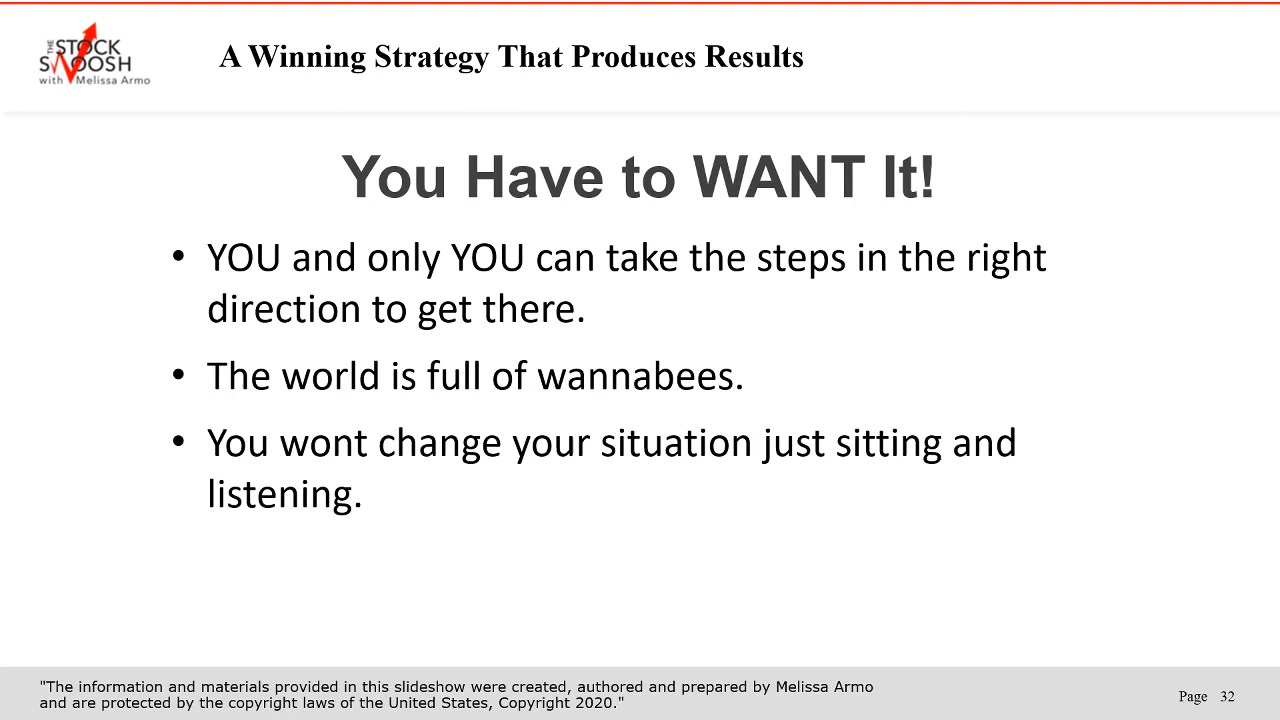 THE
STOCK
SWOOSH
with Melissa Armo
A Winning Strategy That Produces Results
You Have to WANT It!
• YOU and only YOU can take the steps in the right
direction to get there.
• The world is full of wannabees.
• You wont change your situation just sitting and
listening.
"The information and materials provided in this slideshow were created, authored and prepared by Melissa Armo
and are protected by the copyright laws of the United States, Copyright 2020."
Page 32